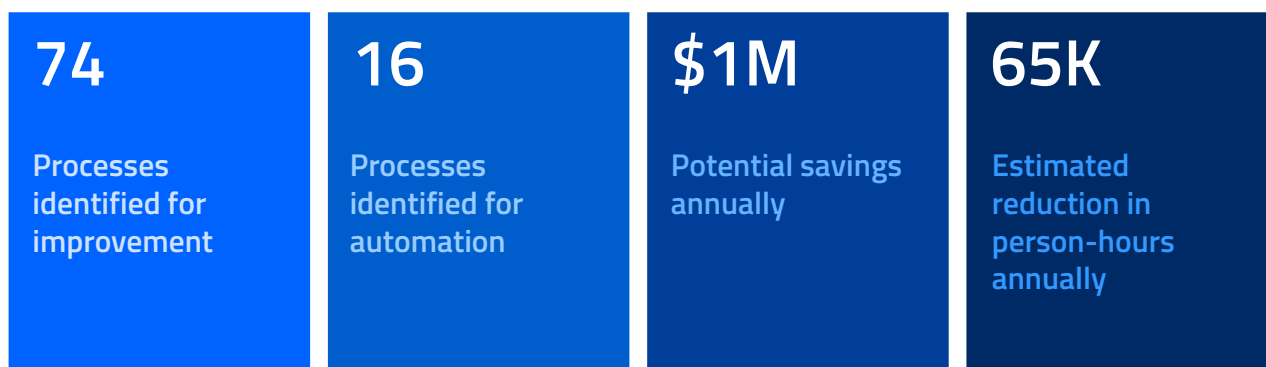 74
Processes
identified for
improvement
16
Processes
identified for
automation
$1M
Potential savings
annually
65K
Estimated
reduction in
person-hours
annually